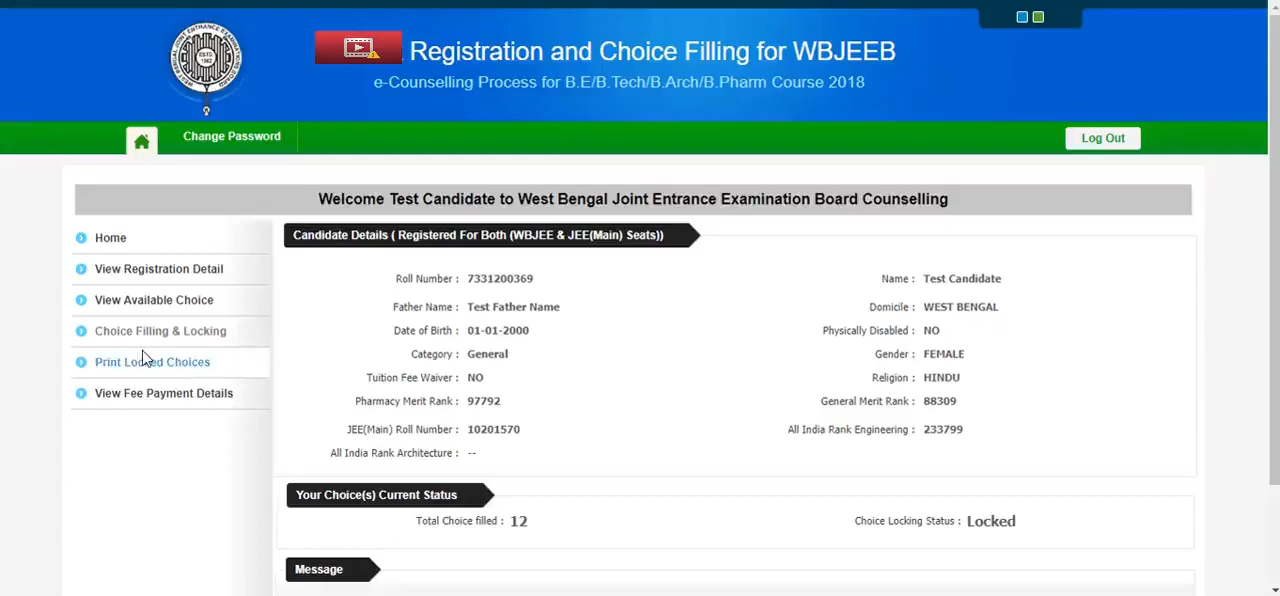 Registration and Choice Filling for WBJEEB
e-Counselling Process for B.E/B.Tech/B.Arch/B.Pharm Course 2018
Change Password
Log Out
Welcome Test Candidate to West Bengal Joint Entrance Examination Board Counselling
Home
View Registration Detail
View Available Choice
Choice Filling & Locking
Print Locked Choices
View Fee Payment Details
Candidate Details ( Registered For Both (WBJEE & JEE(Main) Seats))
Roll Number : 7331200369 Name : Test Candidate
Father Name : Test Father Name Domicile : WEST BENGAL
Date of Birth : 01-01-2000 Physically Disabled : NO
Category : General Gender : FEMALE
Tuition Fee Waiver : NO Religion : HINDU
Pharmacy Merit Rank : 97792 General Merit Rank : 88309
JEE(Main) Roll Number : 10201570 All India Rank Engineering : 233799
All India Rank Architecture : --
Your Choice(s) Current Status
Total Choice filled : 12 Choice Locking Status : Locked
Message